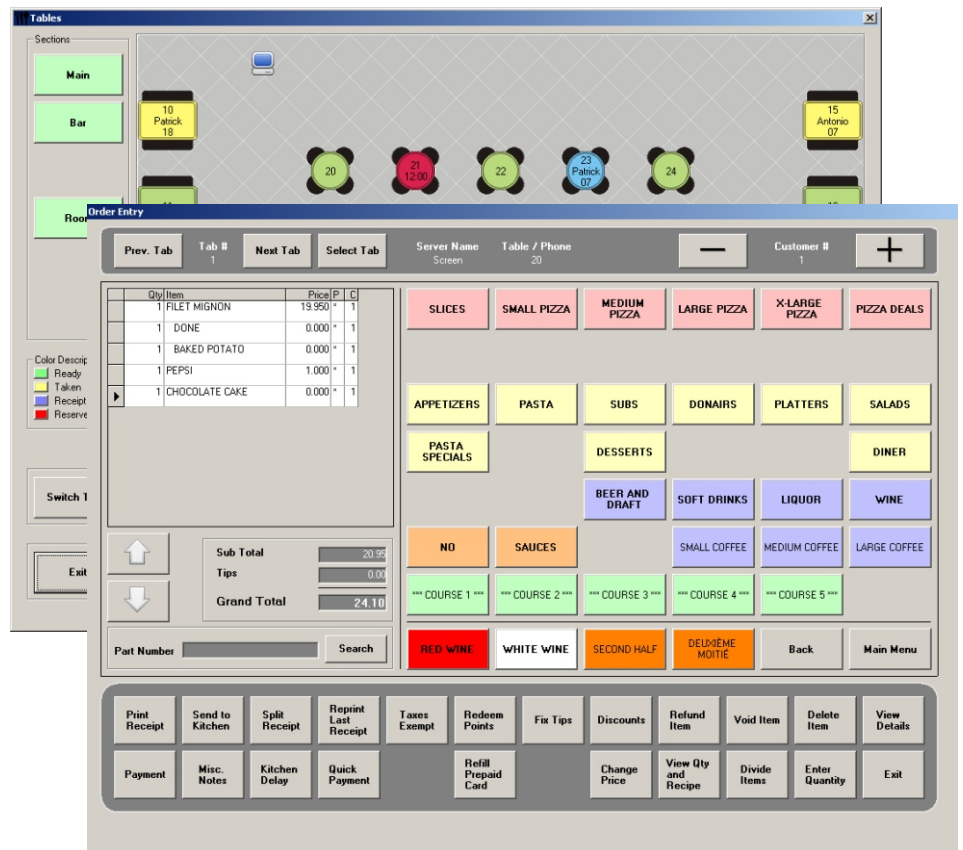 Tables
Sections
Main
Bar
10
Patrick
18
15
Antonio
07
20
21
12:00
22
23
Patrick
07
24
Color Descrip
Ready
Taken
Receipt
Reserve
Switch T
Exit
Order Entry
Prev. Tab
Tab #
1
Next Tab
Select Tab
Server Name
Screen
Table / Phone
20
Customer #
1
Qty Item Price P C
1 FILET MIGNON 19.950 * 1
1 DONE 0.000 * 1
1 BAKED POTATO 0.000 * 1
1 PEPSI 1.000 * 1
1 CHOCOLATE CAKE 0.000 * 1
SLICES
SMALL PIZZA
MEDIUM
PIZZA
LARGE PIZZA
X-LARGE
PIZZA
PIZZA DEALS
APPETIZERS
PASTA
SUBS
DONAIRS
PLATTERS
SALADS
PASTA
SPECIALS
DESSERTS
DINER
BEER AND
DRAFT
SOFT DRINKS
LIQUOR
WINE
NO
SAUCES
SMALL COFFEE
MEDIUM COFFEE
LARGE COFFEE
*** COURSE 1 ***
*** COURSE 2 ***
*** COURSE 3 ***
*** COURSE 4 ***
*** COURSE 5 ***
Sub Total 20.95
Tips 0.00
Grand Total 24.10
Part Number
Search
RED WINE
WHITE WINE
SECOND HALF
DEUXIÈME
MOITIÉ
Back
Main Menu
Print
Receipt
Send to
Kitchen
Split
Receipt
Reprint
Last
Receipt
Taxes
Exempt
Redeem
Points
Fix Tips
Discounts
Refund
Item
Void Item
Delete
Item
View
Details
Payment
Misc.
Notes
Kitchen
Delay
Quick
Payment
Refill
Prepaid
Card
Change
Price
View Qty
and
Recipe
Divide
Items
Enter
Quantity
Exit